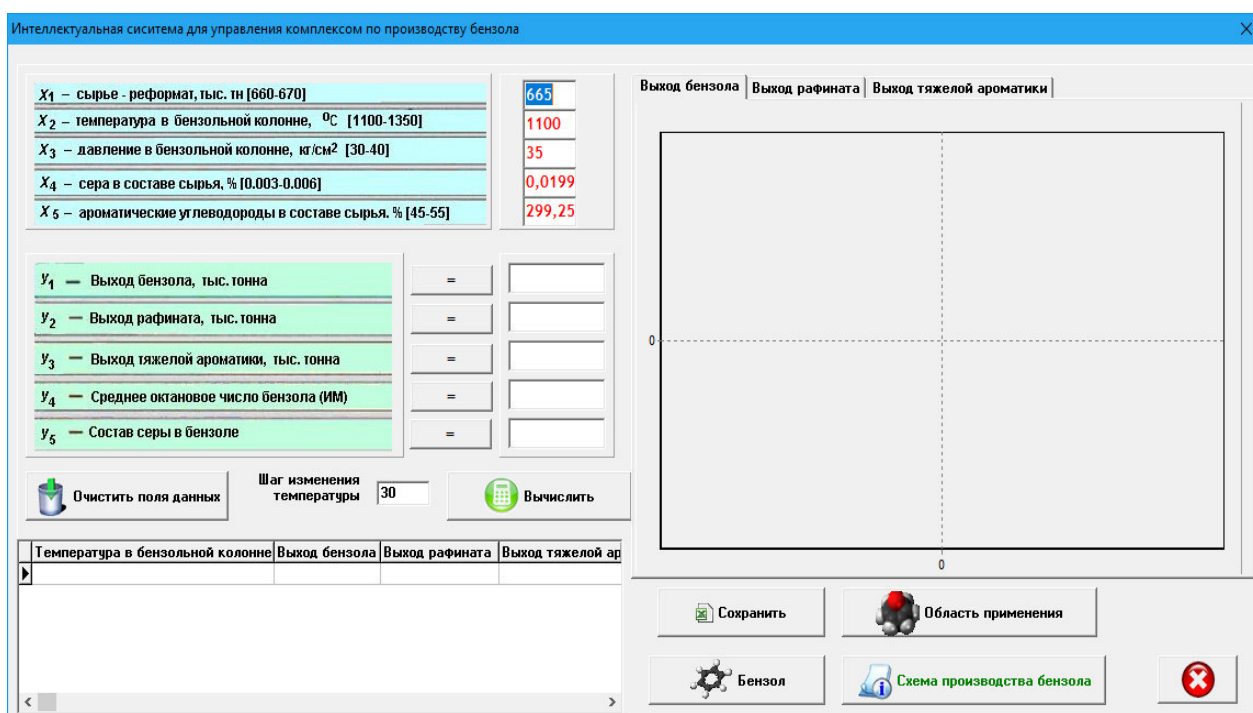 Интеллектуальная сиситема для управления комплексом по производству бензола
X1 – сырье - реформат, тыс. тн [660-670]
665
X2 – температура в бензольной колонне, ⁰С [1100-1350]
1100
X3 – давление в бензольной колонне, кг/см² [30-40]
35
X4 – сера в составе сырья, % [0.003-0.006]
0,0199
X5 – ароматические углеводороды в составе сырья. % [45-55]
299,25
y1 — Выход бензола, тыс. тонна
=
y2 — Выход рафината, тыс. тонна
=
y3 — Выход тяжелой ароматики, тыс. тонна
=
y4 — Среднее октановое число бензола (ИМ)
=
y5 — Состав серы в бензоле
=
Очистить поля данных
Шаг изменения
температуры
30
Вычислить
Температура в бензольной колонне Выход бензола Выход рафината Выход тяжелой ар
Выход бензола Выход рафината Выход тяжелой ароматики
0
0
Сохранить
Область применения
Бензол
Схема производства бензола